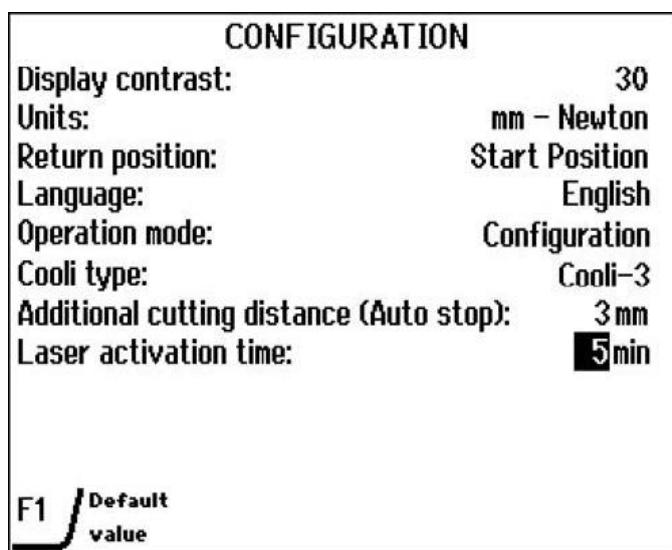 CONFIGURATION
Display contrast: 30
Units: mm – Newton
Return position: Start Position
Language: English
Operation mode: Configuration
Cooli type: Cooli-3
Additional cutting distance (Auto stop): 3 mm
Laser activation time: 5 min
F1 Default
value